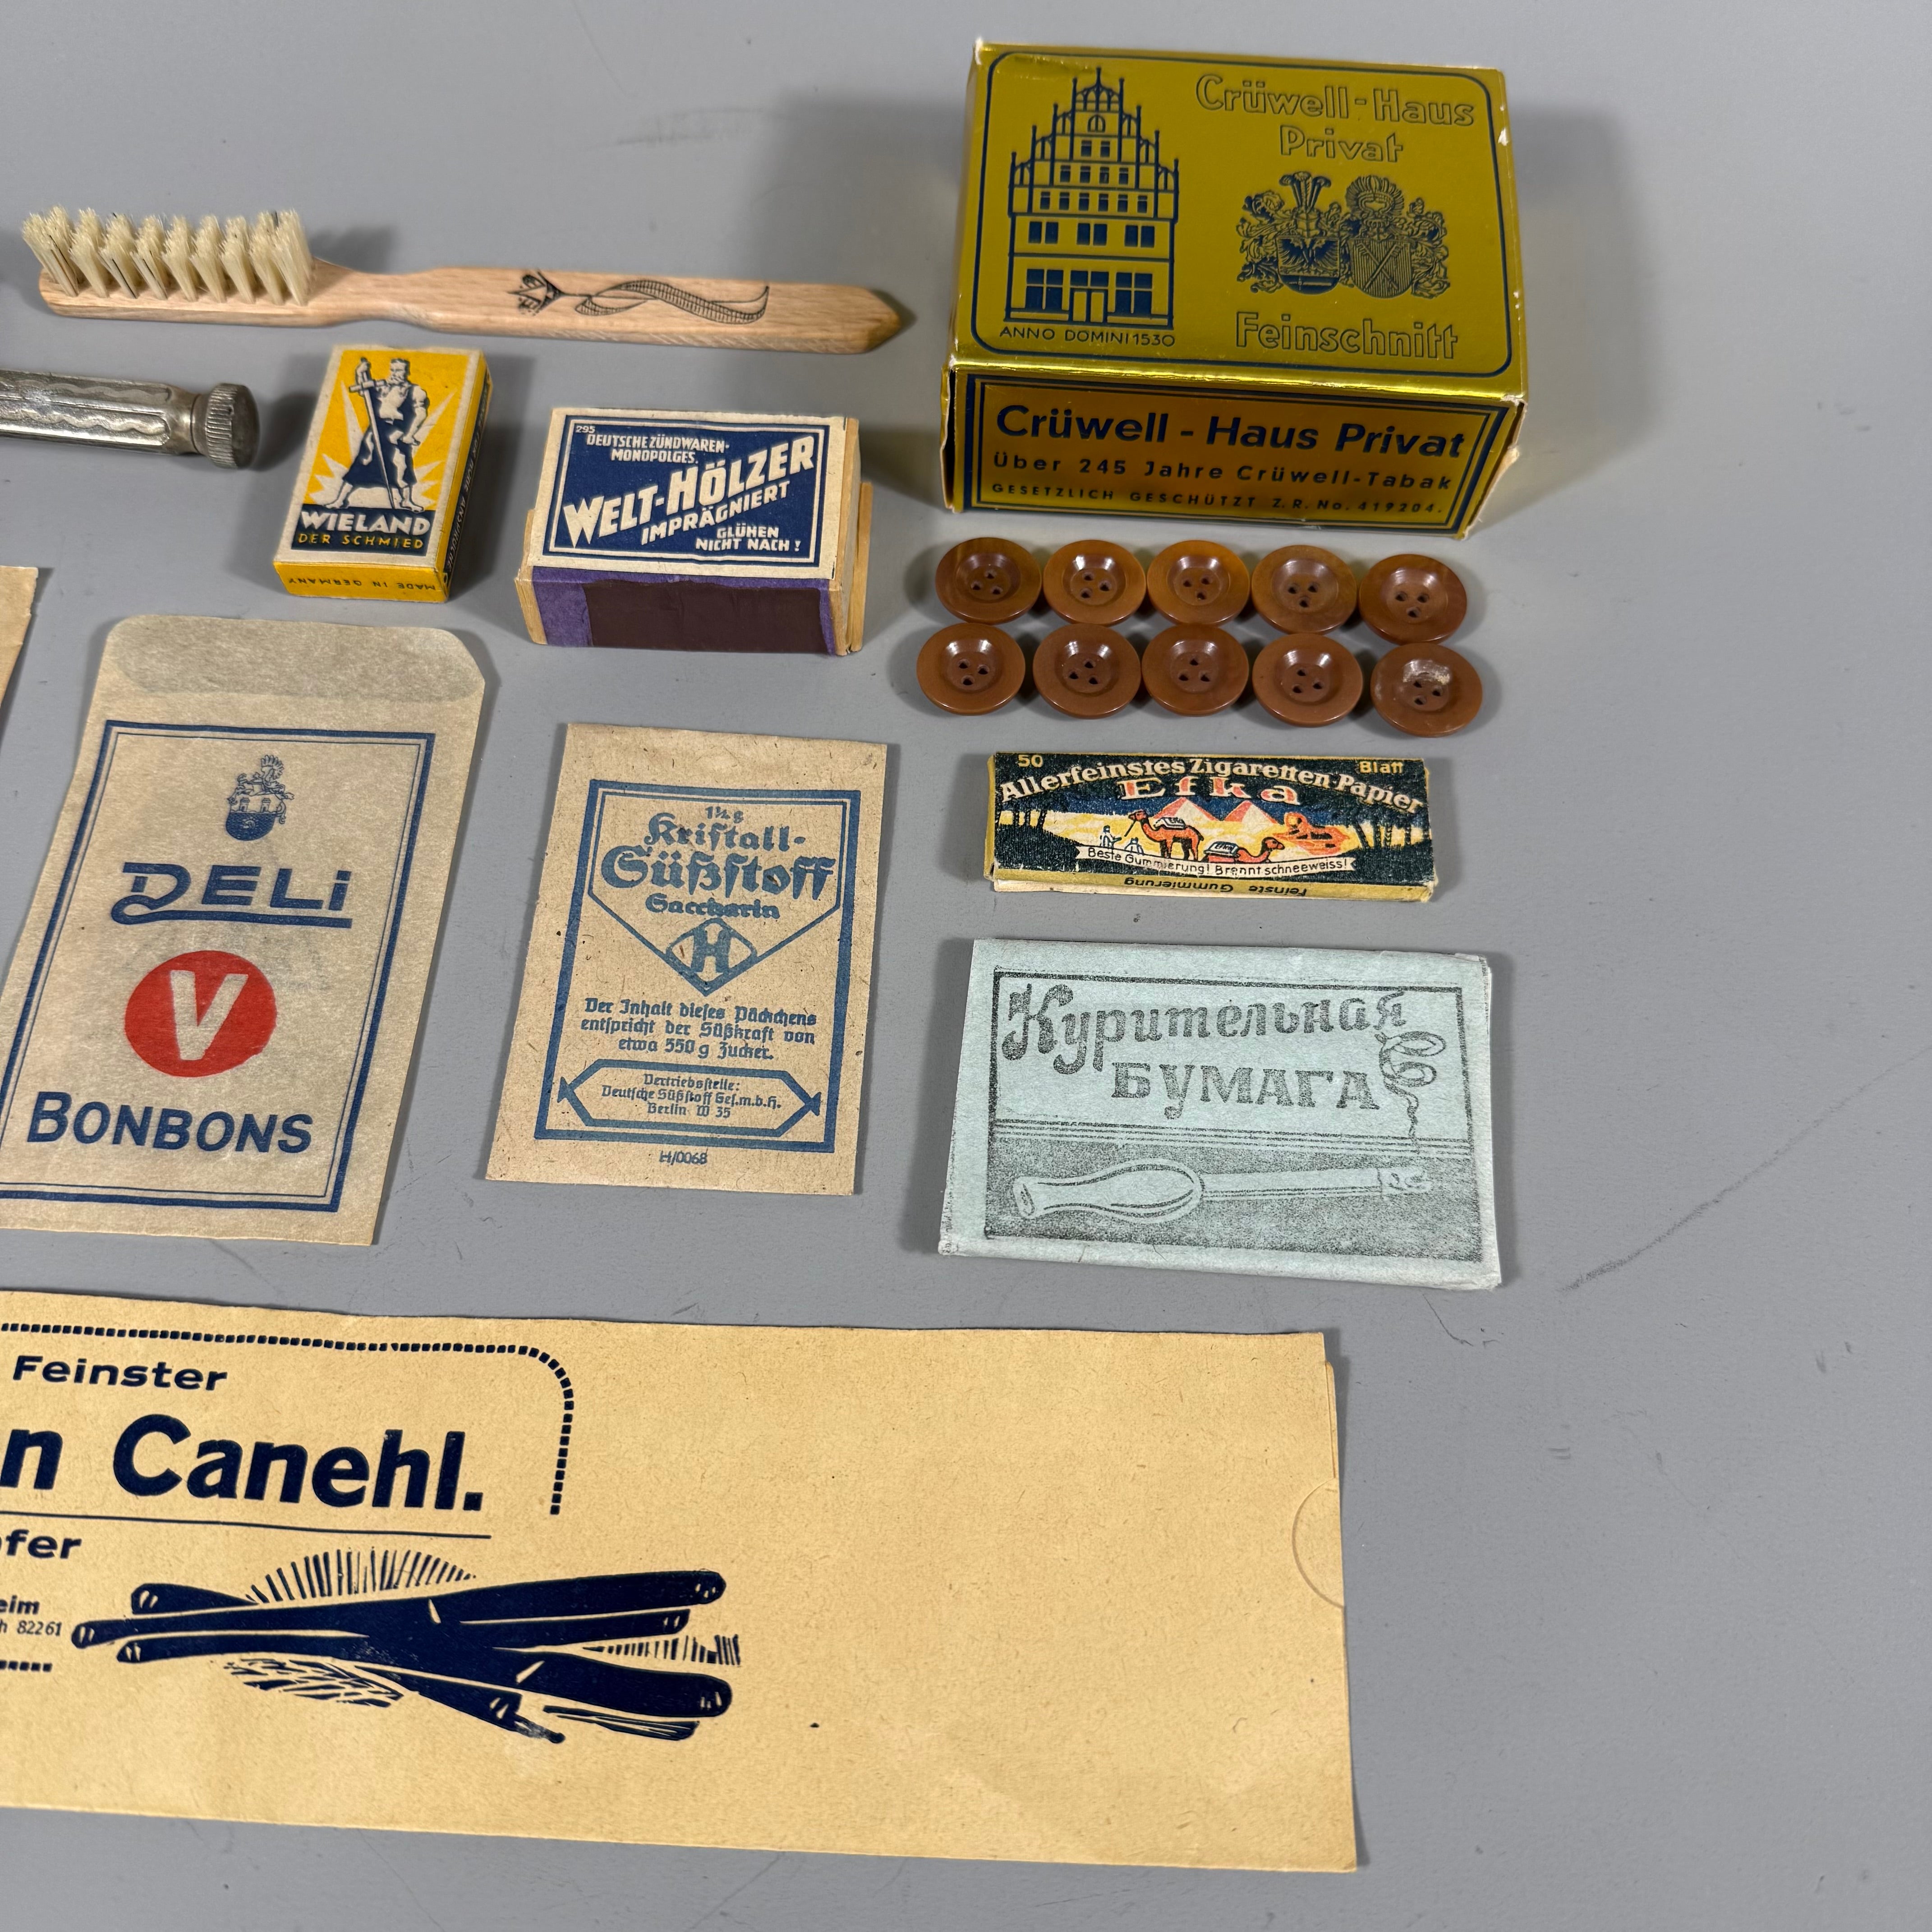 Crüwell-Haus
Privat
ANNO DOMINI 1530
Feinschnitt
Crüwell-Haus Privat
Über 245 Jahre Crüwell-Tabak
GESETZLICH GESCHÜTZT Z.R.No. 419204.
WIELAND
DER SCHMIED
MADE IN GERMANY
295
DEUTSCHE ZÜNDWAREN-
MONOPOLGES.
WELT-HÖLZER
IMPRÄGNIERT
GLÜHEN
NICHT NACH!
50 Blatt
Allerfeinstes Zigaretten-Papier
Efka
Beste Gummierung! Brennt schneeweiss!
Feinste Gummierung
DELi
V
BONBONS
1½ g
Kristall-
Süßstoff
Saccharin
H
Der Inhalt dieses Päckchens
entspricht der Süßkraft von
etwa 550 g Zucker.
Vertriebsstelle:
Deutsche Süßstoff Ges.m.b.H.
Berlin W 35
H/0068
Курительная
БУМАГА
Feinster
n Canehl.
fer
eim
h 82261